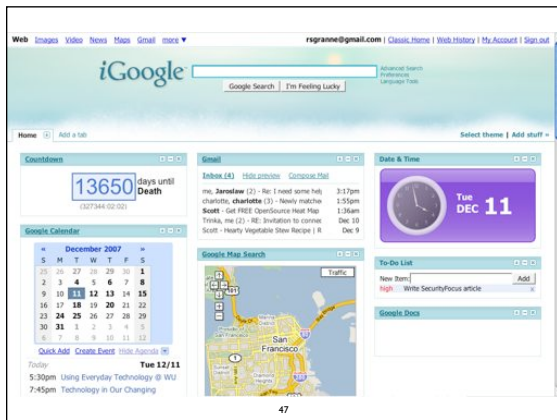 Web Images Video News Maps Gmail more ▼
rsgranne@gmail.com | Classic Home | Web History | My Account | Sign out
iGoogle
Advanced Search
Preferences
Language Tools
Google Search
I'm Feeling Lucky
Home
Add a tab
Select theme | Add stuff »
Countdown
13650 days until
Death
(327344:02:02)
Google Calendar
« December 2007 »
S M T W T F S
25 26 27 28 29 30 1
2 3 4 5 6 7 8
9 10 11 12 13 14 15
16 17 18 19 20 21 22
23 24 25 26 27 28 29
30 31 1 2 3 4 5
Quick Add Create Event Hide Agenda
Today Tue 12/11
5:30pm Using Everyday Technology @ WU
7:45pm Technology in Our Changing
Gmail
Inbox (4) Hide preview Compose Mail
me, Jaroslaw (2) - Re: I need some help 3:17pm
charlotte, charlotte (3) - Newly matche 1:55pm
Scott - Get FREE OpenSource Heat Map 1:36am
Trinka, me (2) - RE: Invitation to connec Dec 10
Scott - Hearty Vegetable Stew Recipe | R Dec 9
Google Map Search
Traffic
101
San
Francisco
1
280
Date & Time
Tue
DEC 11
To-Do List
New Item: Add
high Write SecurityFocus article x
Google Docs
47